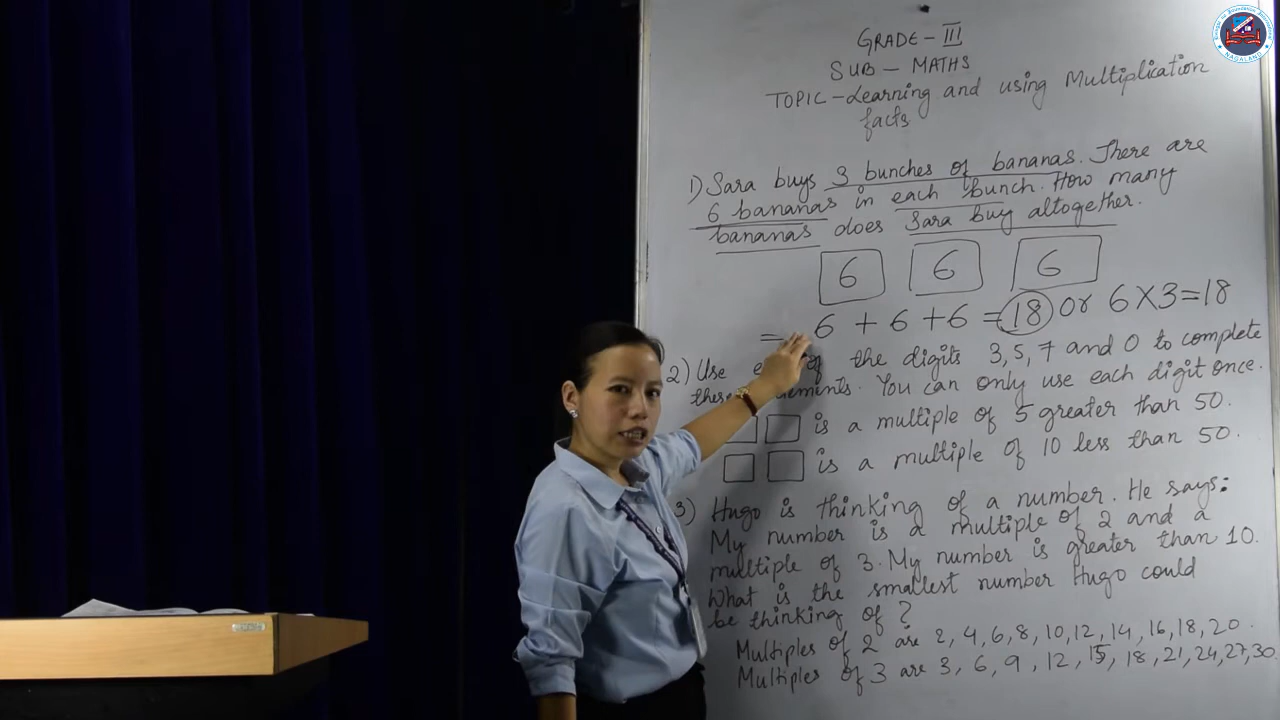 GRADE - III
SUB - MATHS
TOPIC - Learning and using Multiplication
facts
1) Sara buys 3 bunches of bananas. There are
6 bananas in each bunch. How many
bananas does Sara buy altogether.
6 6 6
= 6 + 6 + 6 = 18 or 6 X 3 = 18
2) Use of the digits 3, 5, 7 and 0 to complete
these . You can only use each digit once.
is a multiple of 5 greater than 50.
is a multiple of 10 less than 50.
3) Hugo is thinking of a number. He says:
My number is a multiple of 2 and a
multiple of 3. My number is greater than 10.
What is the smallest number Hugo could
be thinking of?
Multiples of 2 are 2, 4, 6, 8, 10, 12, 14, 16, 18, 20.
Multiples of 3 are 3, 6, 9, 12, 15, 18, 21, 24, 27, 30
NAGALAND